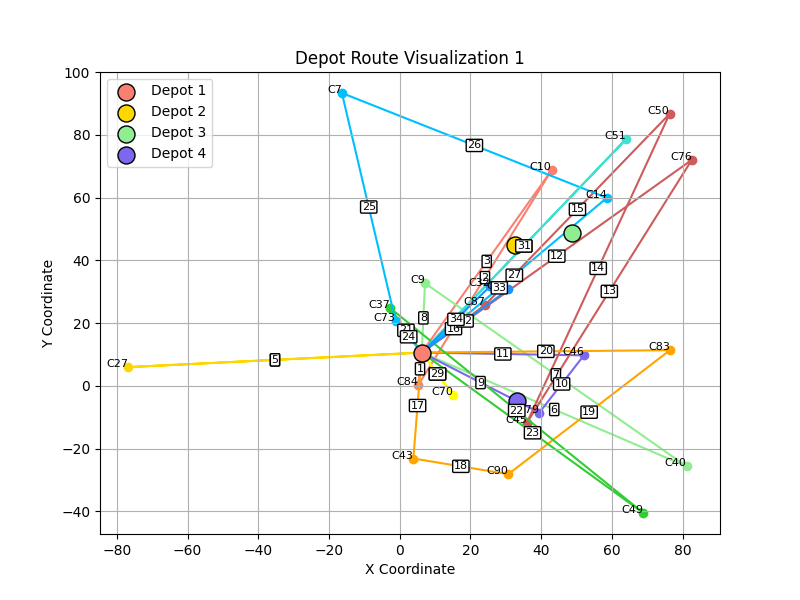 Depot Route Visualization 1
Depot 1
Depot 2
Depot 3
Depot 4
Y Coordinate
X Coordinate
100
80
60
40
20
0
−20
−40
−80
−60
−40
−20
0
20
40
60
80
C7
C50
C51
C76
C10
C14
C9
C87
C37
C73
C27
C84
C70
C46
C83
C43
C90
C40
C49
26
25
15
31
12
3
14
27
33
13
8
34
24
5
1
11
20
29
7
9
10
17
22
6
19
23
18